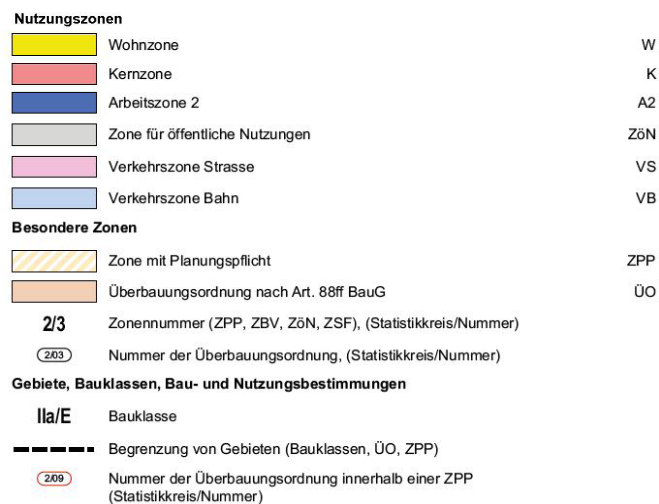 Nutzungszonen
Wohnzone W
Kernzone K
Arbeitszone 2 A2
Zone für öffentliche Nutzungen ZöN
Verkehrszone Strasse VS
Verkehrszone Bahn VB
Besondere Zonen
Zone mit Planungspflicht ZPP
Überbauungsordnung nach Art. 88ff BauG ÜO
2/3 Zonennummer (ZPP, ZBV, ZöN, ZSF), (Statistikkreis/Nummer)
2/03 Nummer der Überbauungsordnung, (Statistikkreis/Nummer)
Gebiete, Bauklassen, Bau- und Nutzungsbestimmungen
IIa/E Bauklasse
Begrenzung von Gebieten (Bauklassen, ÜO, ZPP)
2/09 Nummer der Überbauungsordnung innerhalb einer ZPP
(Statistikkreis/Nummer)